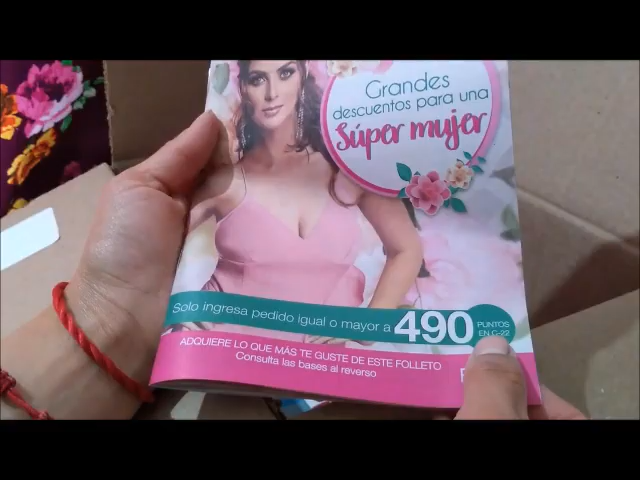 Grandes
descuentos para una
Súper mujer
Solo ingresa pedido igual o mayor a 490 PUNTOS
EN C-22
ADQUIERE LO QUE MÁS TE GUSTE DE ESTE FOLLETO
Consulta las bases al reverso